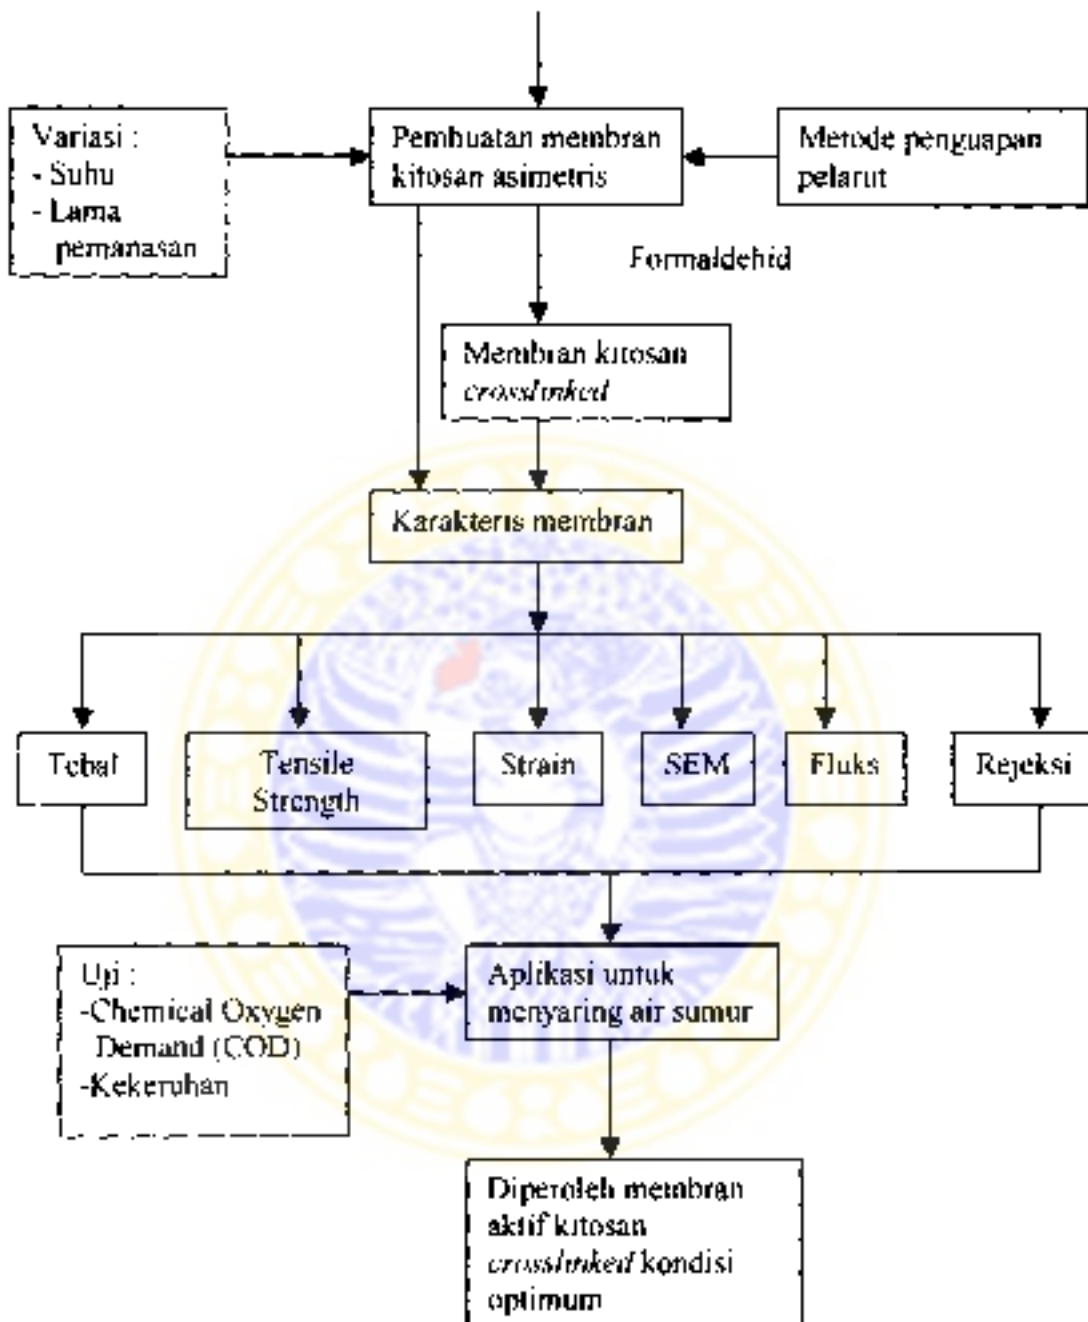 Variasi :
- Suhu
- Lama
pemanasan
Pembuatan membran
kitosan asimetris
Metode penguapan
pelarut
Formaldehid
Membran kitosan
crosslinked
Karakteris membran
Tebal
Tensile
Strength
Strain
SEM
Fluks
Rejeksi
Uji :
-Chemical Oxygen
Demand (COD)
-Kekeruhan
Aplikasi untuk
menyaring air sumur
Diperoleh membran
aktif kitosan
crosslinked kondisi
optimum